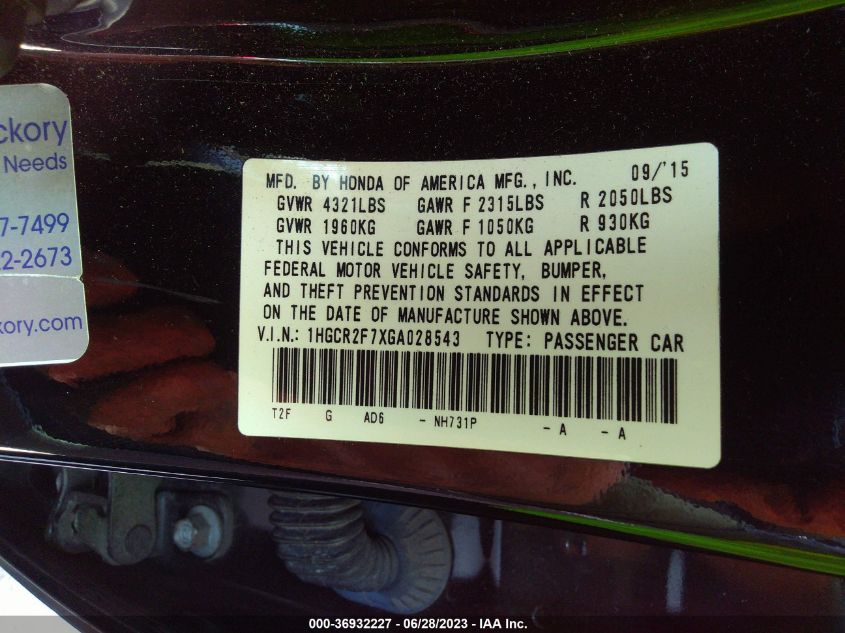 ckory
Needs
7-7499
2-2673
kory.com
MFD. BY HONDA OF AMERICA MFG., INC. 09/'15
GVWR 4321LBS GAWR F 2315LBS R 2050LBS
GVWR 1960KG GAWR F 1050KG R 930KG
THIS VEHICLE CONFORMS TO ALL APPLICABLE
FEDERAL MOTOR VEHICLE SAFETY, BUMPER,
AND THEFT PREVENTION STANDARDS IN EFFECT
ON THE DATE OF MANUFACTURE SHOWN ABOVE.
V.I.N.: 1HGCR2F7XGA028543 TYPE: PASSENGER CAR
T2F G AD6 - NH731P - A - A
000-36932227 - 06/28/2023 - IAA Inc.